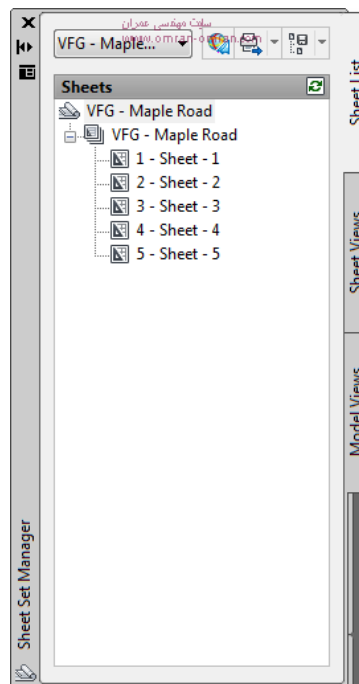 سایت مهندسی عمران
www.omran-omran.com
VFG - Maple...
Sheets
VFG - Maple Road
VFG - Maple Road
1 - Sheet - 1
2 - Sheet - 2
3 - Sheet - 3
4 - Sheet - 4
5 - Sheet - 5
Sheet List
Sheet Views
Model Views
Sheet Set Manager